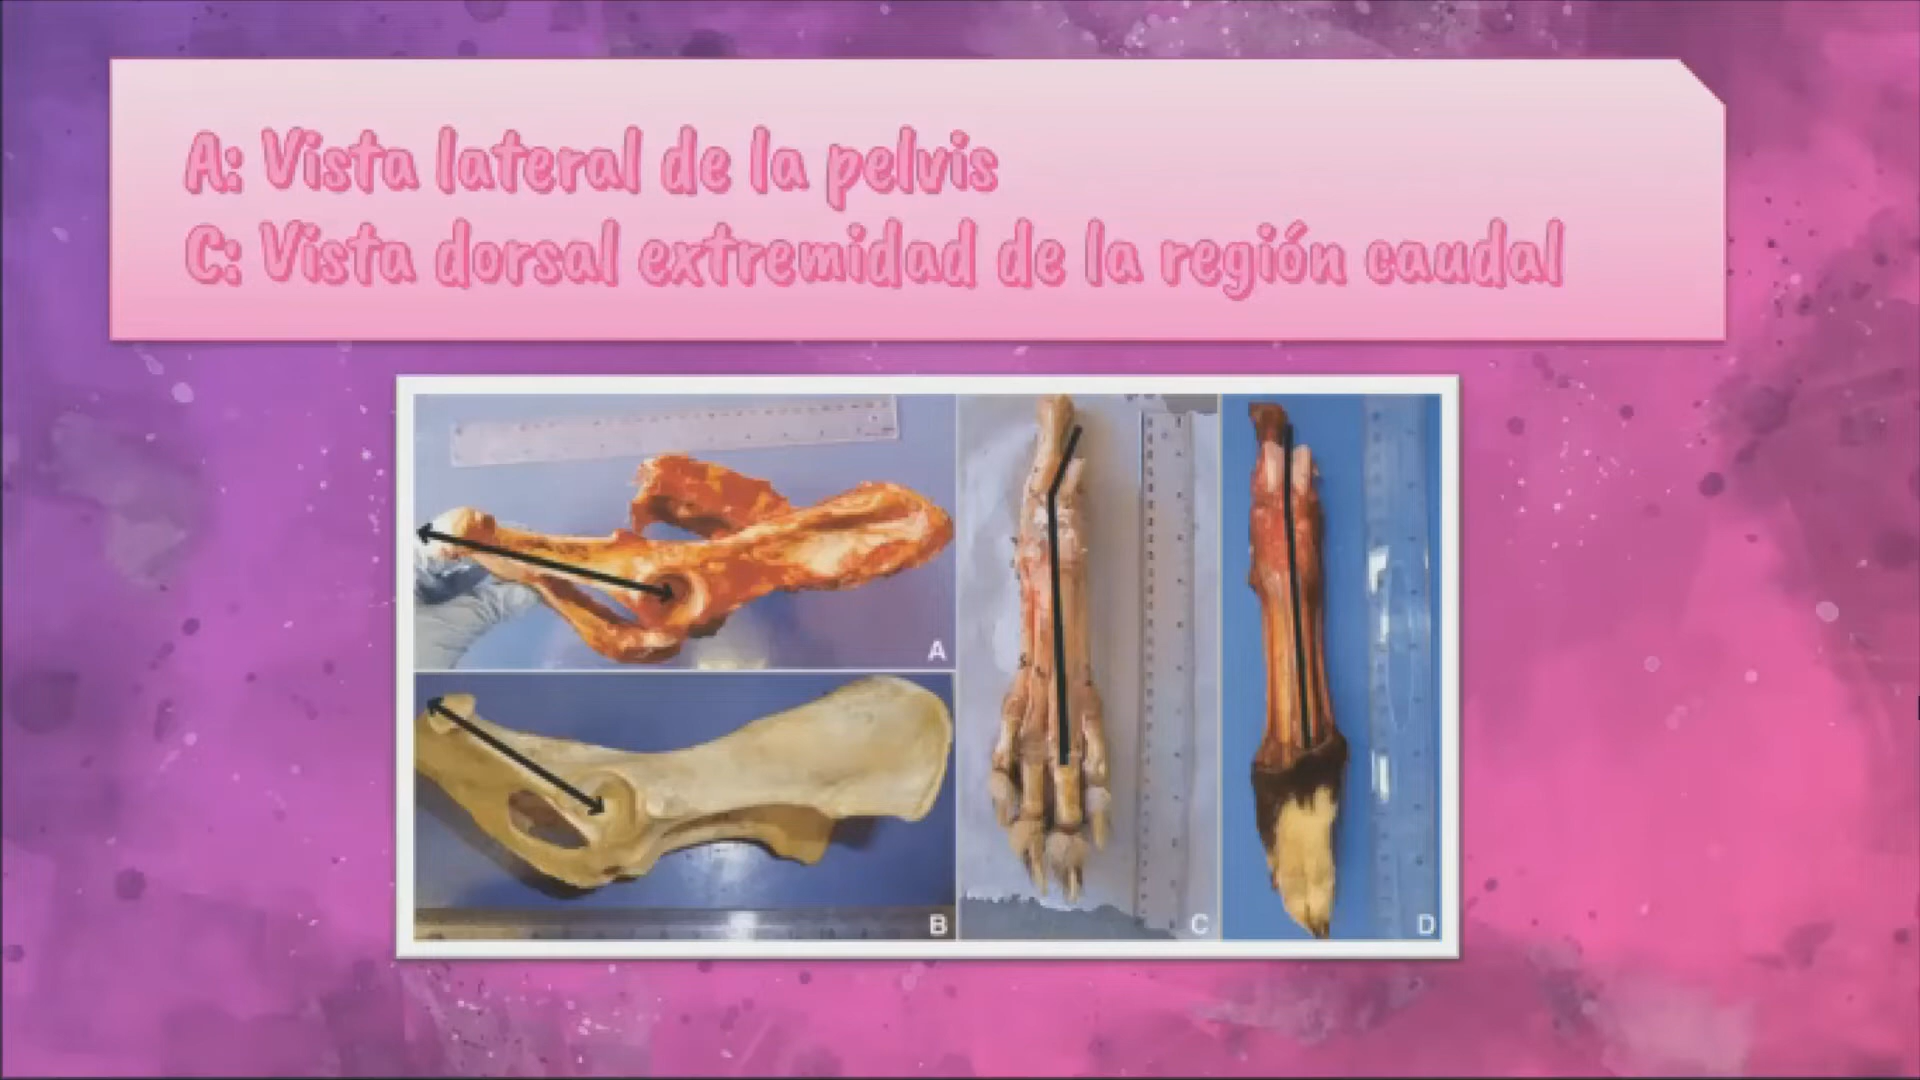 A: Vista lateral de la pelvis
C: Vista dorsal extremidad de la región caudal
A
B
C
D